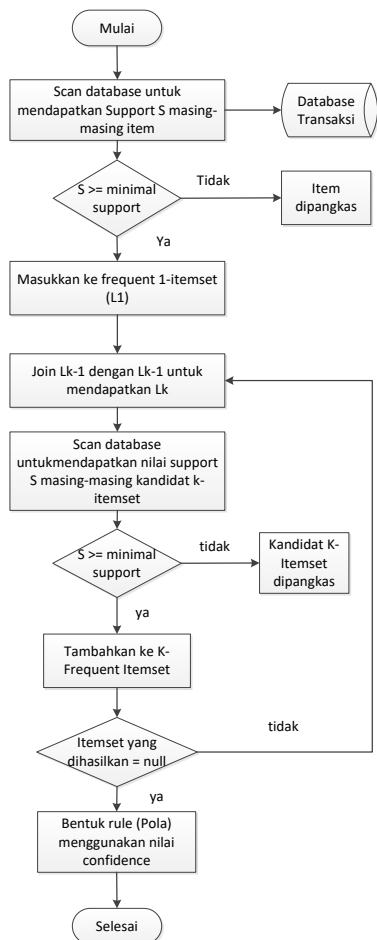 Mulai
Scan database untuk
mendapatkan Support S masing-
masing item
Database
Transaksi
S >= minimal
support
Tidak
Item
dipangkas
Ya
Masukkan ke frequent 1-itemset
(L1)
Join Lk-1 dengan Lk-1 untuk
mendapatkan Lk
Scan database
untukmendapatkan nilai support
S masing-masing kandidat k-
itemset
S >= minimal
support
tidak
Kandidat K-
Itemset
dipangkas
ya
Tambahkan ke K-
Frequent Itemset
Itemset yang
dihasilkan = null
tidak
ya
Bentuk rule (Pola)
menggunakan nilai
confidence
Selesai